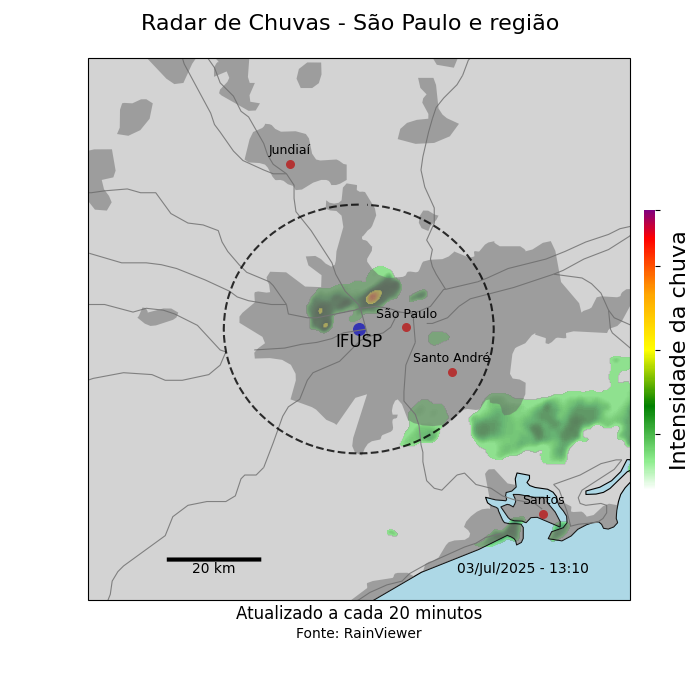 Radar de Chuvas - São Paulo e região
Jundiaí
São Paulo
IFUSP
Santo André
Santos
20 km
03/Jul/2025 - 13:10
Intensidade da chuva
Atualizado a cada 20 minutos
Fonte: RainViewer